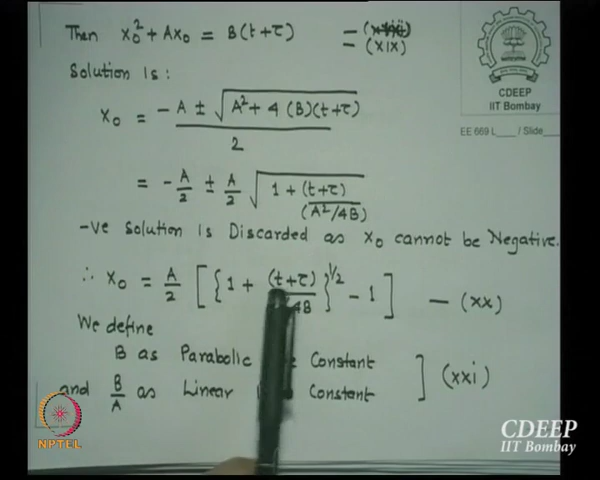 Then x₀² + Ax₀ = B(t+τ) — (xix)
Solution is:
x₀ = -A ± √(A² + 4 (B)(t+τ)) / 2
= -A/2 ± A/2 √(1 + (t+τ)/(A²/4B))
-ve Solution is Discarded as x₀ cannot be Negative.
∴ x₀ = A/2 [{1 + (t+τ)/ 4B}^1/2 - 1] — (xx)
We define
B as Parabolic Constant
and B/A as Linear Constant ] (xxi)
CDEEP
IIT Bombay
EE 669 L___ / Slide___
NPTEL
CDEEP
IIT Bombay